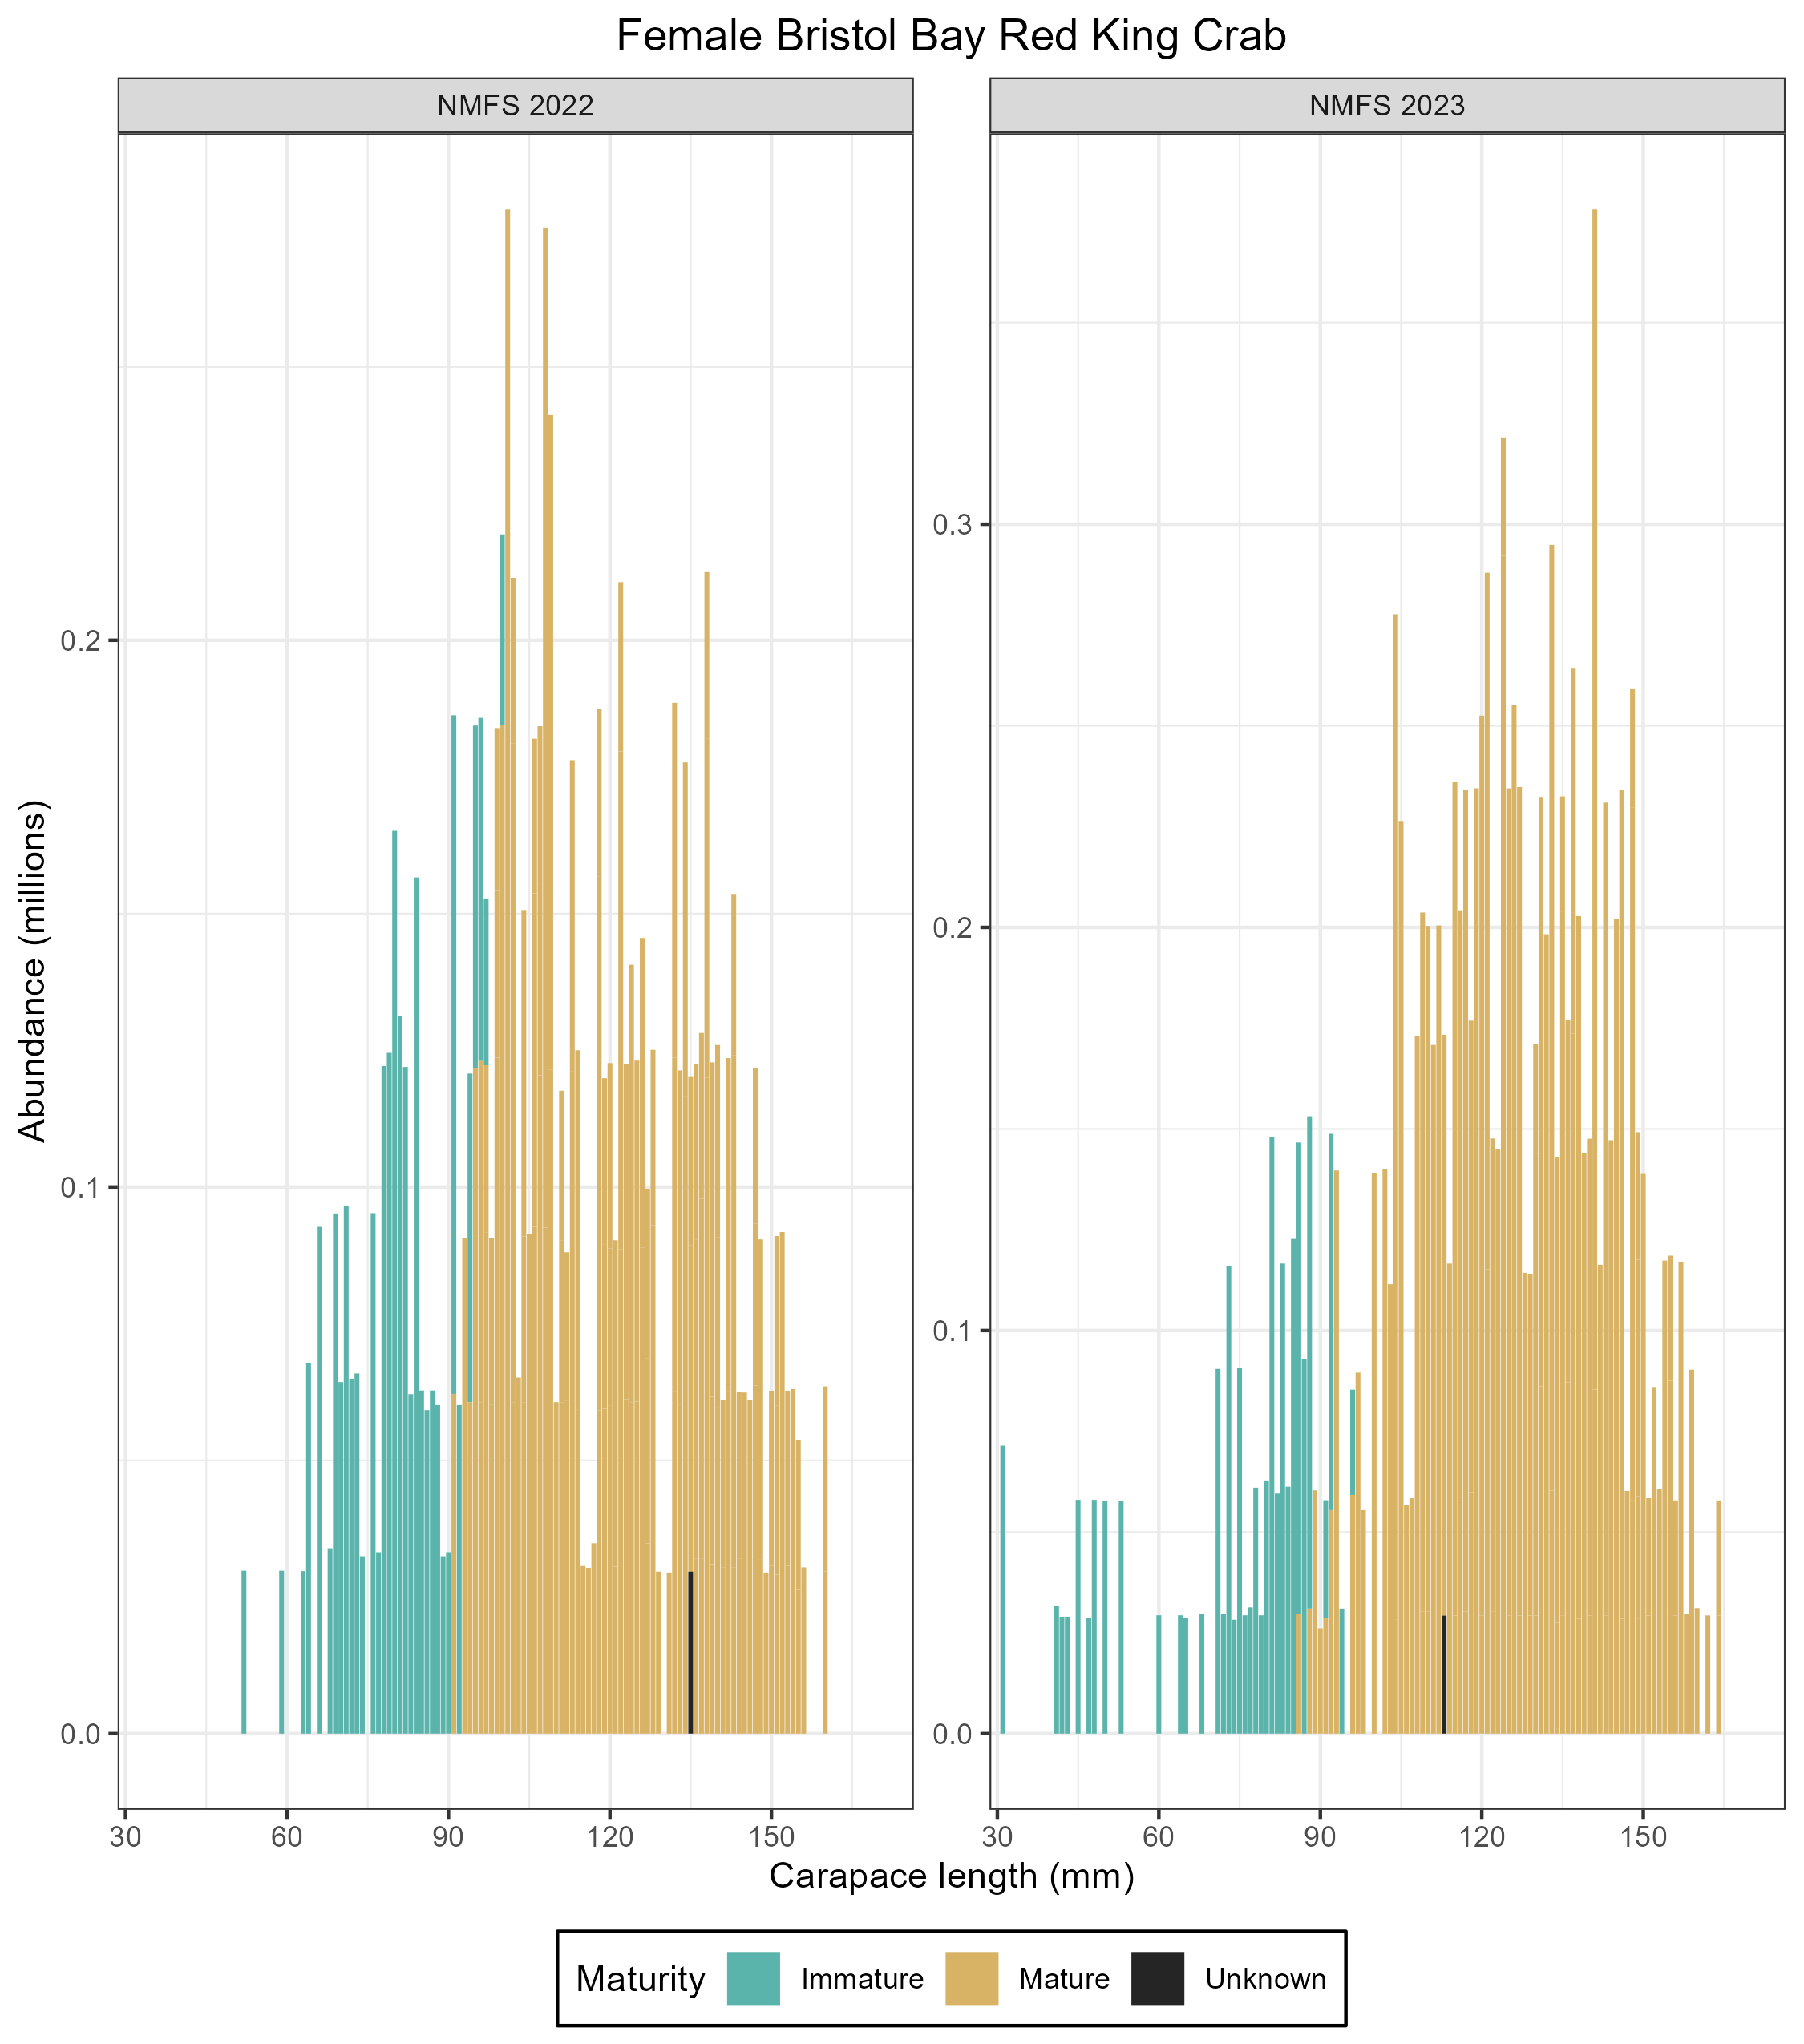 Female Bristol Bay Red King Crab
NMFS 2022
NMFS 2023
Abundance (millions)
0.2
0.1
0.0
0.3
0.2
0.1
0.0
30 60 90 120 150
30 60 90 120 150
Carapace length (mm)
Maturity Immature Mature Unknown